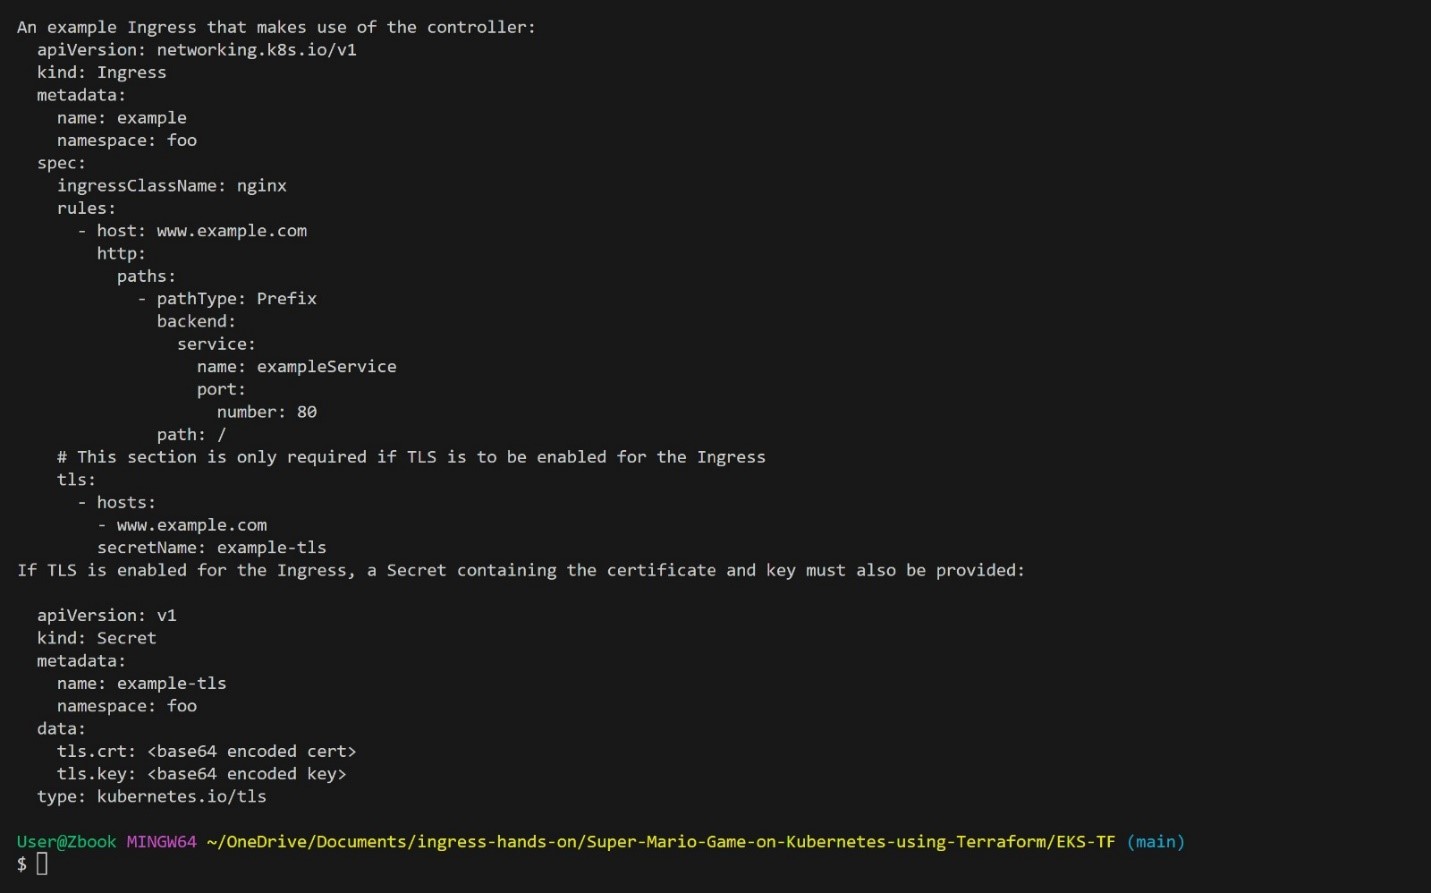 An example Ingress that makes use of the controller:
  apiVersion: networking.k8s.io/v1
  kind: Ingress
  metadata:
    name: example
    namespace: foo
  spec:
    ingressClassName: nginx
    rules:
      - host: www.example.com
        http:
          paths:
            - pathType: Prefix
              backend:
                service:
                  name: exampleService
                  port:
                    number: 80
              path: /
    # This section is only required if TLS is to be enabled for the Ingress
    tls:
      - hosts:
        - www.example.com
        secretName: example-tls
If TLS is enabled for the Ingress, a Secret containing the certificate and key must also be provided:

  apiVersion: v1
  kind: Secret
  metadata:
    name: example-tls
    namespace: foo
  data:
    tls.crt: <base64 encoded cert>
    tls.key: <base64 encoded key>
  type: kubernetes.io/tls

User@Zbook MINGW64 ~/OneDrive/Documents/ingress-hands-on/Super-Mario-Game-on-Kubernetes-using-Terraform/EKS-TF (main)
$